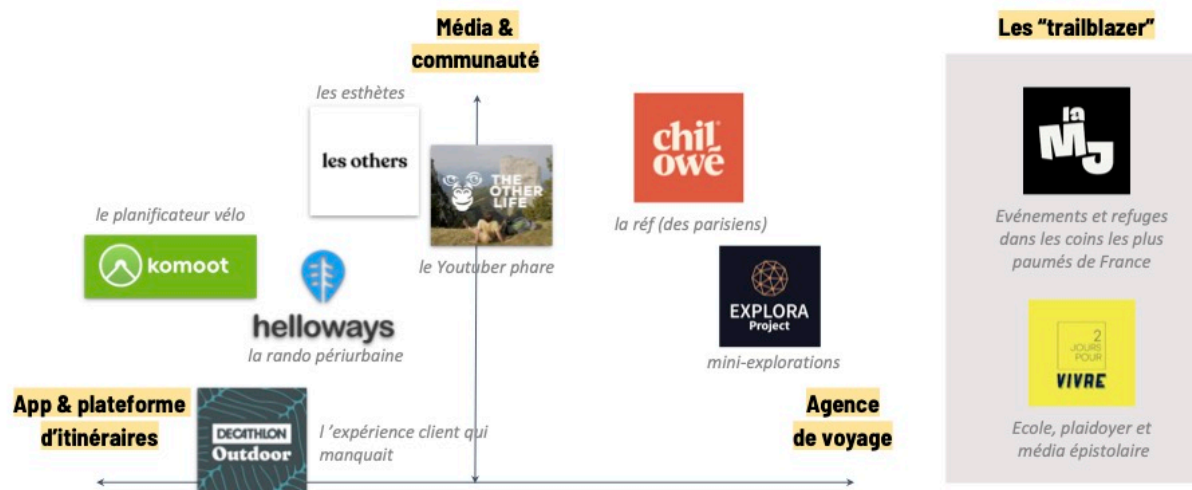 Média &
communauté
Les “trailblazer”
les esthètes
les others
THE
OTHER
LIFE
le Youtuber phare
chil
owē
la réf (des parisiens)
la
MJ
Evénements et refuges
dans les coins les plus
paumés de France
le planificateur vélo
komoot
helloways
la rando périurbaine
EXPLORA
Project
mini-explorations
2
JOURS
POUR
VIVRE
Ecole, plaidoyer et
média épistolaire
App & plateforme
d’itinéraires
DECATHLON
Outdoor
l ’expérience client qui
manquait
Agence
de voyage